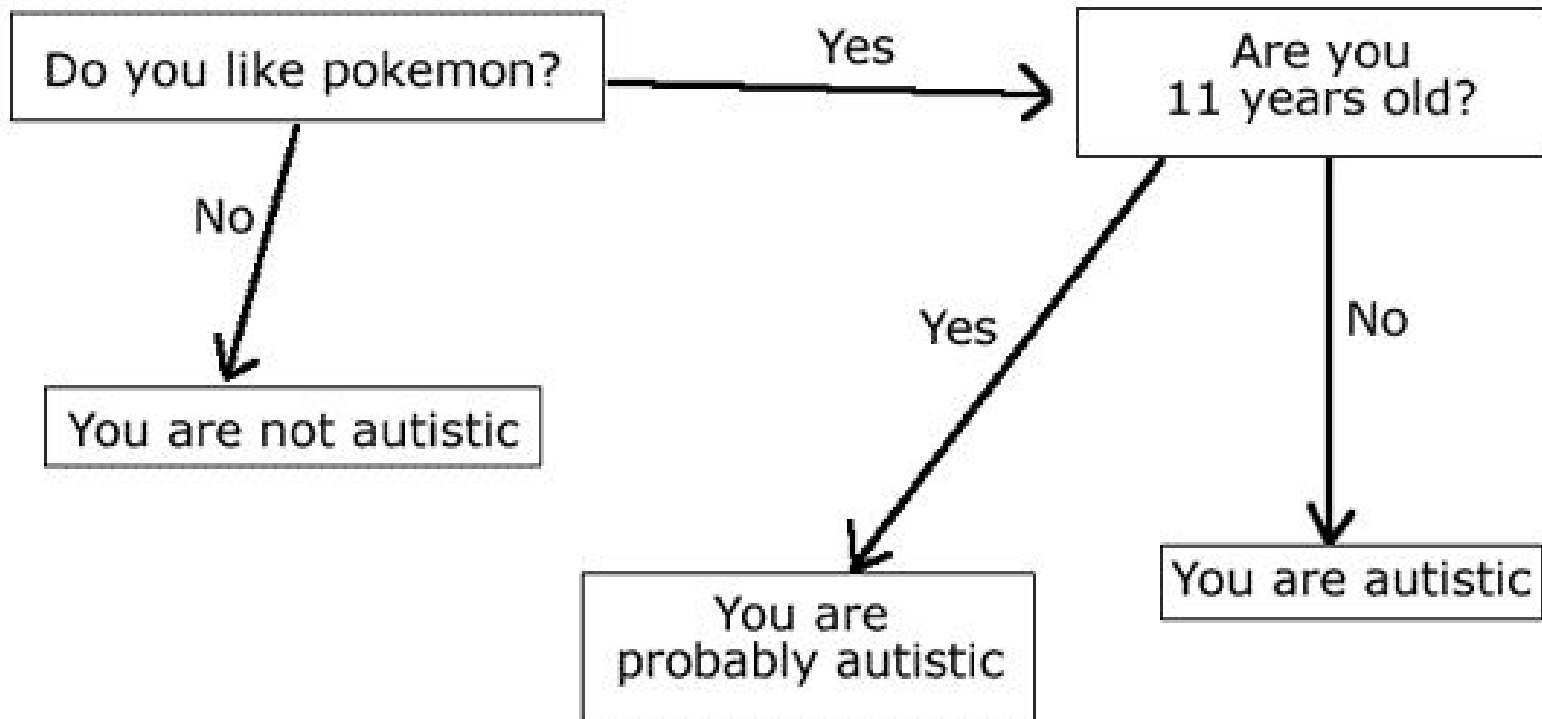 Do you like pokemon?
Yes
Are you
11 years old?
No
Yes
No
You are not autistic
You are autistic
You are
probably autistic